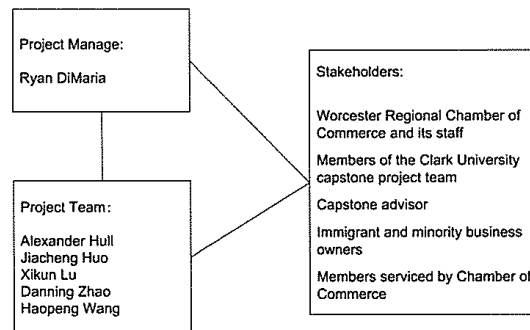 Project Manage:
Ryan DiMaria
Project Team:
Alexander Hull
Jiacheng Huo
Xikun Lu
Danning Zhao
Haopeng Wang
Stakeholders:
Worcester Regional Chamber of
Commerce and its staff
Members of the Clark University
capstone project team
Capstone advisor
Immigrant and minority business
owners
Members serviced by Chamber of
Commerce